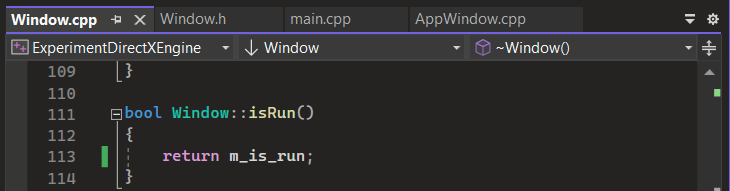 Window.cpp Window.h main.cpp AppWindow.cpp
ExperimentDirectXEngine Window ~Window()
109 }
110
111 bool Window::isRun()
112 {
113 return m_is_run;
114 }